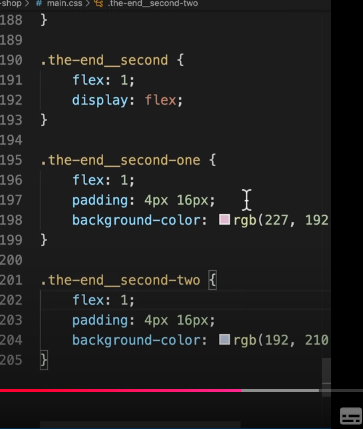 -shop > # main.css > .the-end__second-two
188 }
189
190 .the-end__second {
191 flex: 1;
192 display: flex;
193 }
194
195 .the-end__second-one {
196 flex: 1;
197 padding: 4px 16px;
198 background-color: rgb(227, 192
199 }
200
201 .the-end__second-two {
202 flex: 1;
203 padding: 4px 16px;
204 background-color: rgb(192, 210
205 }